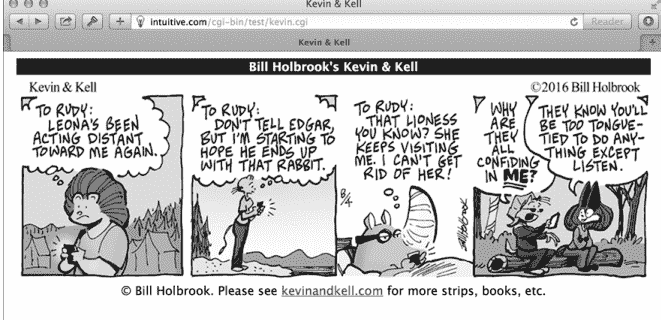 Kevin & Kell
intuitive.com/cgi-bin/test/kevin.cgi
Reader
Kevin & Kell
Bill Holbrook's Kevin & Kell
Kevin & Kell
©2016 Bill Holbrook
TO RUDY:
LEONA'S BEEN
ACTING DISTANT
TOWARD ME AGAIN.
TO RUDY:
DON'T TELL EDGAR,
BUT I'M STARTING TO
HOPE HE ENDS UP
WITH THAT RABBIT.
TO RUDY:
THAT LIONESS
YOU KNOW? SHE
KEEPS VISITING
ME. I CAN'T GET
RID OF HER!
8/4
Bill Holbrook
WHY
ARE
THEY
ALL
CONFIDING
IN ME?
THEY KNOW YOU'LL
BE TOO TONGUE-
TIED TO DO ANY-
THING EXCEPT
LISTEN.
© Bill Holbrook. Please see kevinandkell.com for more strips, books, etc.